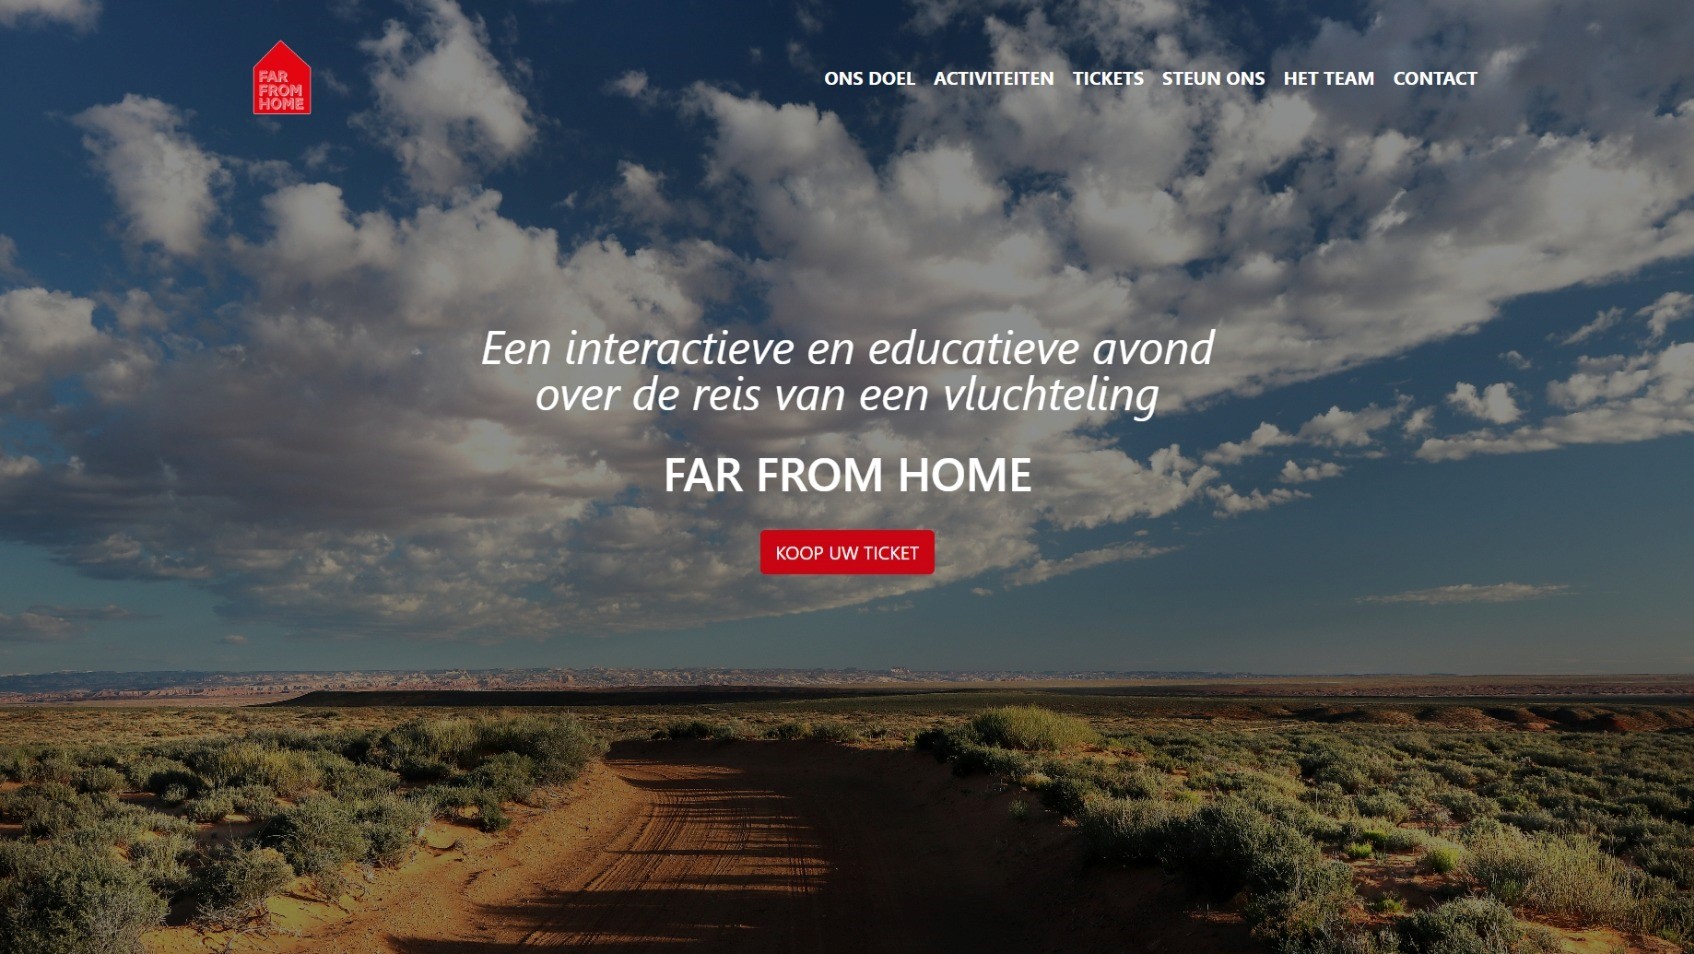 FAR
FROM
HOME
ONS DOEL ACTIVITEITEN TICKETS STEUN ONS HET TEAM CONTACT
Een interactieve en educatieve avond
over de reis van een vluchteling
FAR FROM HOME
KOOP UW TICKET